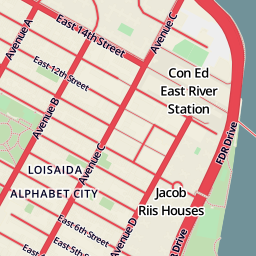 East 14th Street
Avenue C
Avenue A
East 12th Street
Con Ed
East River
Station
Avenue B
FDR Drive
Avenue C
LOISAIDA
ALPHABET CITY
Jacob
Riis Houses
East 6th Street
Avenue D
East 5th Street
R Drive